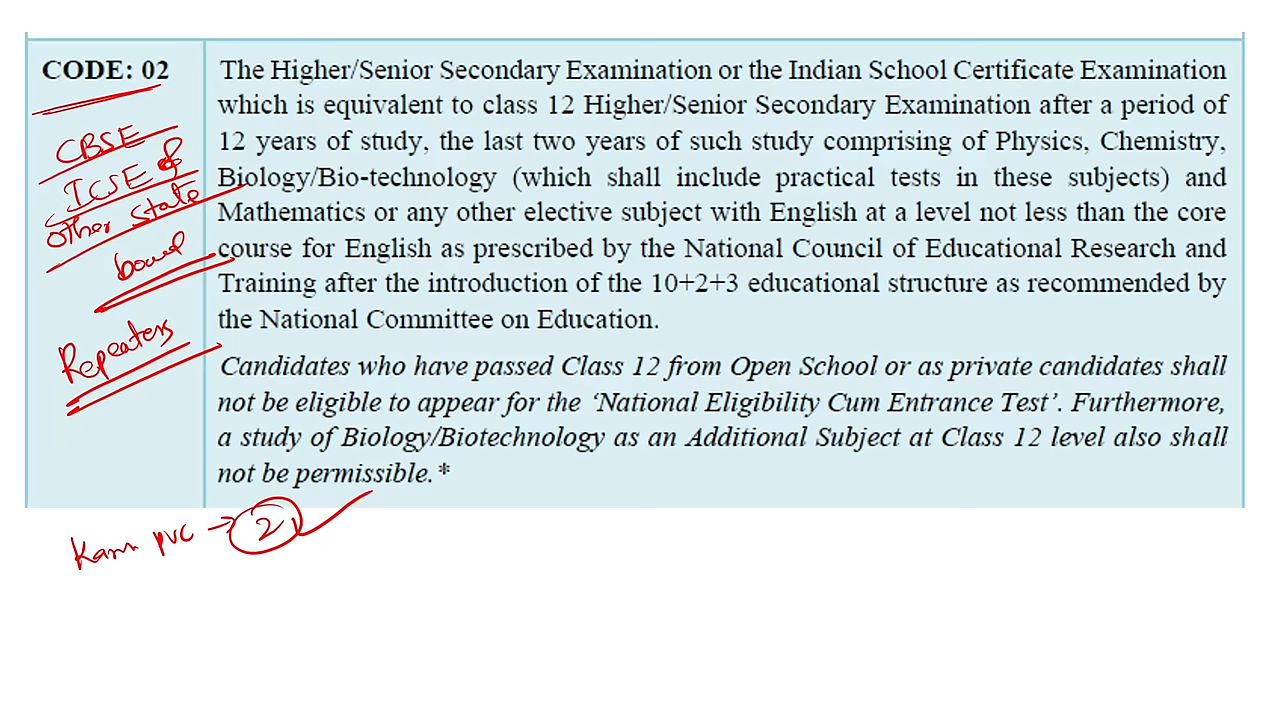 CODE: 02
The Higher/Senior Secondary Examination or the Indian School Certificate Examination
which is equivalent to class 12 Higher/Senior Secondary Examination after a period of
12 years of study, the last two years of such study comprising of Physics, Chemistry,
Biology/Bio-technology (which shall include practical tests in these subjects) and
Mathematics or any other elective subject with English at a level not less than the core
course for English as prescribed by the National Council of Educational Research and
Training after the introduction of the 10+2+3 educational structure as recommended by
the National Committee on Education.
Candidates who have passed Class 12 from Open School or as private candidates shall
not be eligible to appear for the ‘National Eligibility Cum Entrance Test’. Furthermore,
a study of Biology/Biotechnology as an Additional Subject at Class 12 level also shall
not be permissible.*
CBSE
ICSE of
other state
Repeaters
PVC → 2